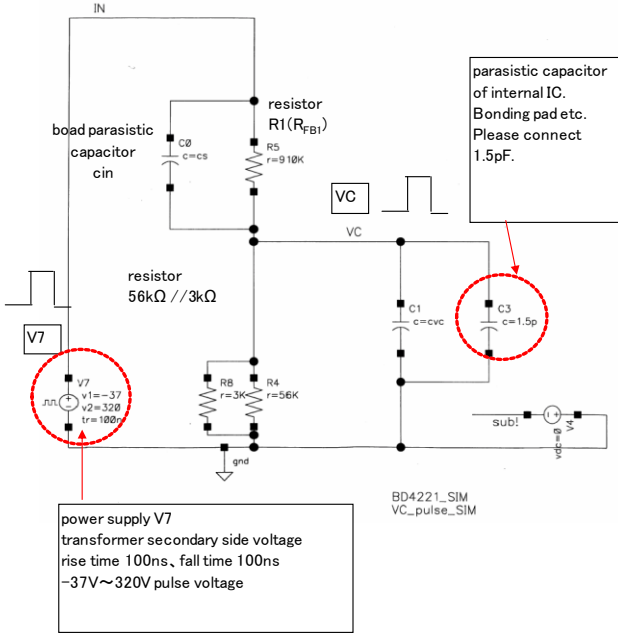 IN
parasistic capacitor
of internal IC.
Bonding pad etc.
Please connect
1.5pF.
resistor
R1(RFB1)
boad parasistic
capacitor
cin
C0
c=cs
R5
r=910K
VC
VC
resistor
56kΩ //3kΩ
C1
c=cvc
C3
c=1.5p
V7
V7
v1=-37
v2=320
tr=100n
R8
r=3K
R4
r=56K
sub!
V4
vdc=0
gnd
BD4221_SIM
VC_pulse_SIM
power supply V7
transformer secondary side voltage
rise time 100ns、fall time 100ns
-37V～320V pulse voltage